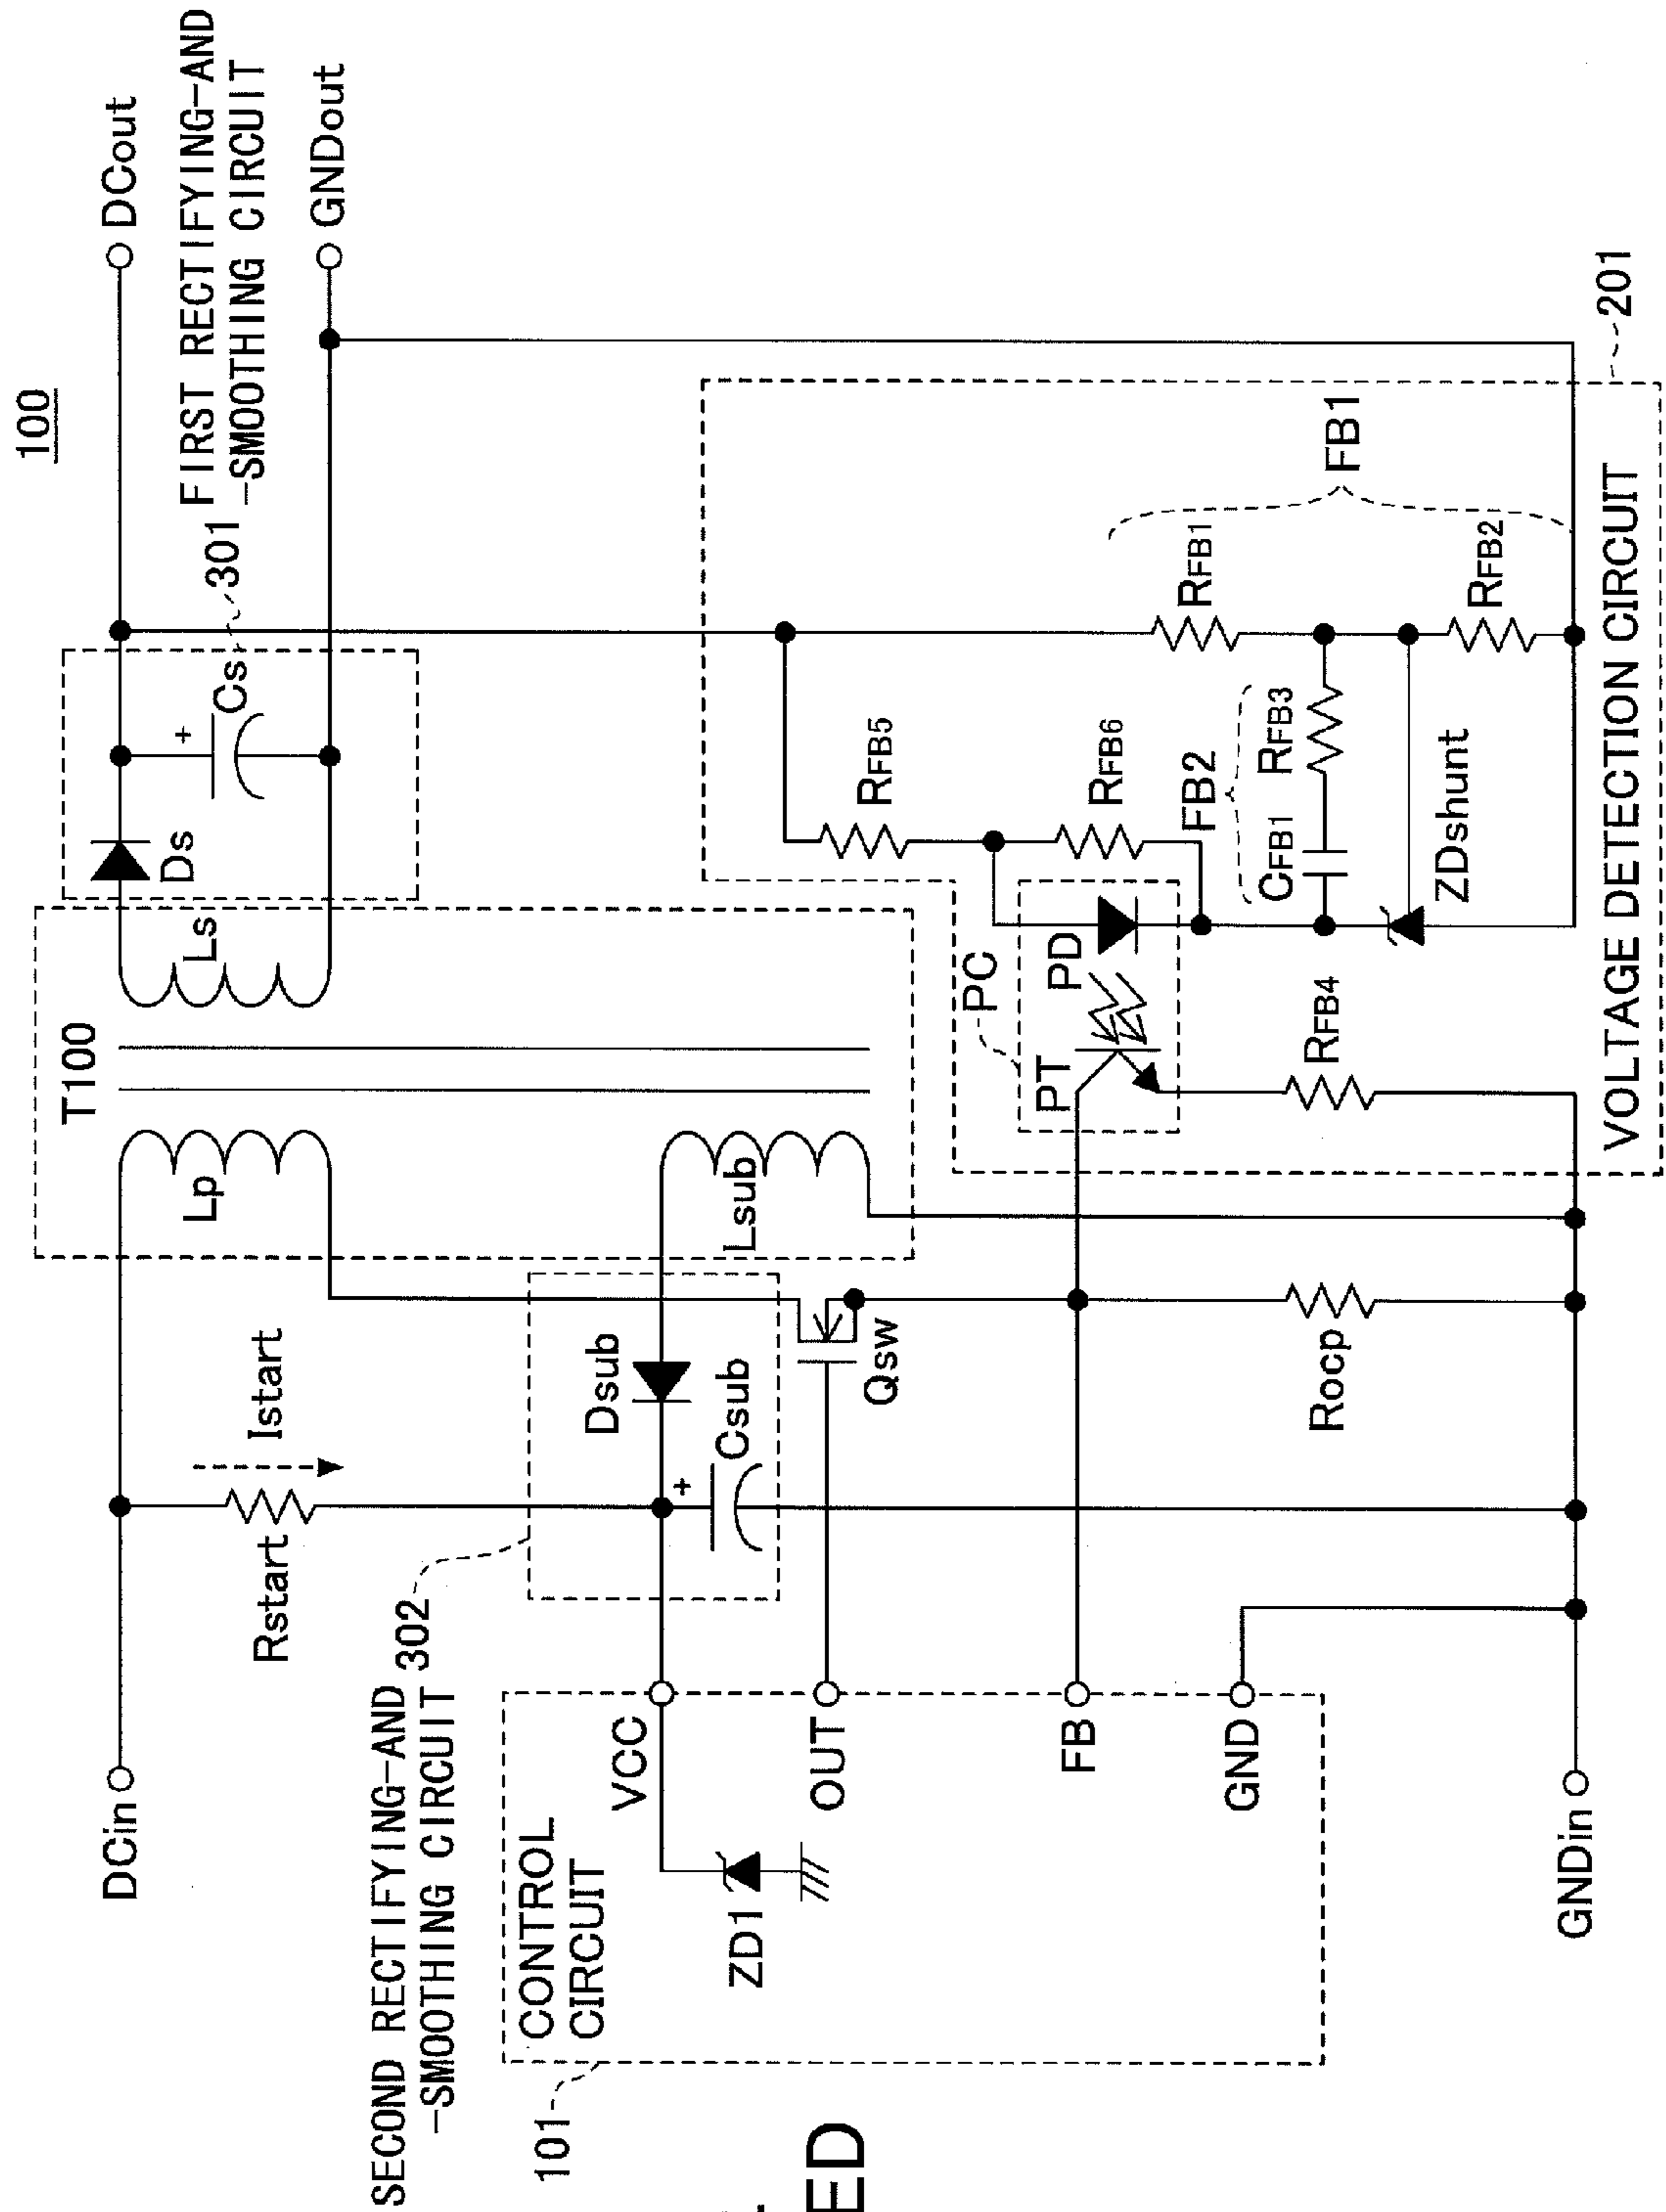 100
DCin
Rstart
Istart
Lp
T100
Ls
Ds
Cs
301
FIRST RECTIFYING-AND
-SMOOTHING CIRCUIT
DCout
GNDout
SECOND RECTIFYING-AND
-SMOOTHING CIRCUIT
302
Dsub
Csub
+
+
Lsub
101
CONTROL
CIRCUIT
VCC
OUT
FB
GND
ZD1
Qsw
Rocp
GNDin
PC
PT
PD
RFB4
RFB5
RFB6
FB2
CFB1
RFB3
ZDshunt
RFB1
RFB2
FB1
VOLTAGE DETECTION CIRCUIT
201
ED